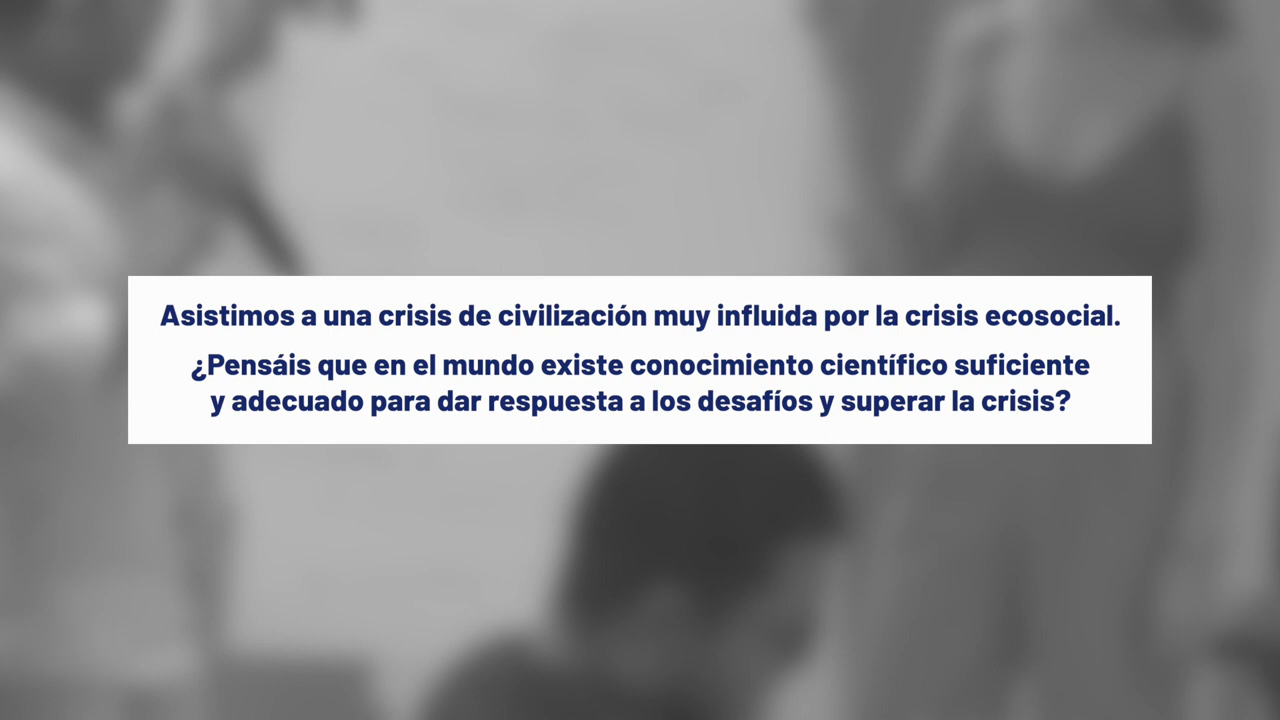 Asistimos a una crisis de civilización muy influida por la crisis ecosocial.
¿Pensáis que en el mundo existe conocimiento científico suficiente
y adecuado para dar respuesta a los desafíos y superar la crisis?